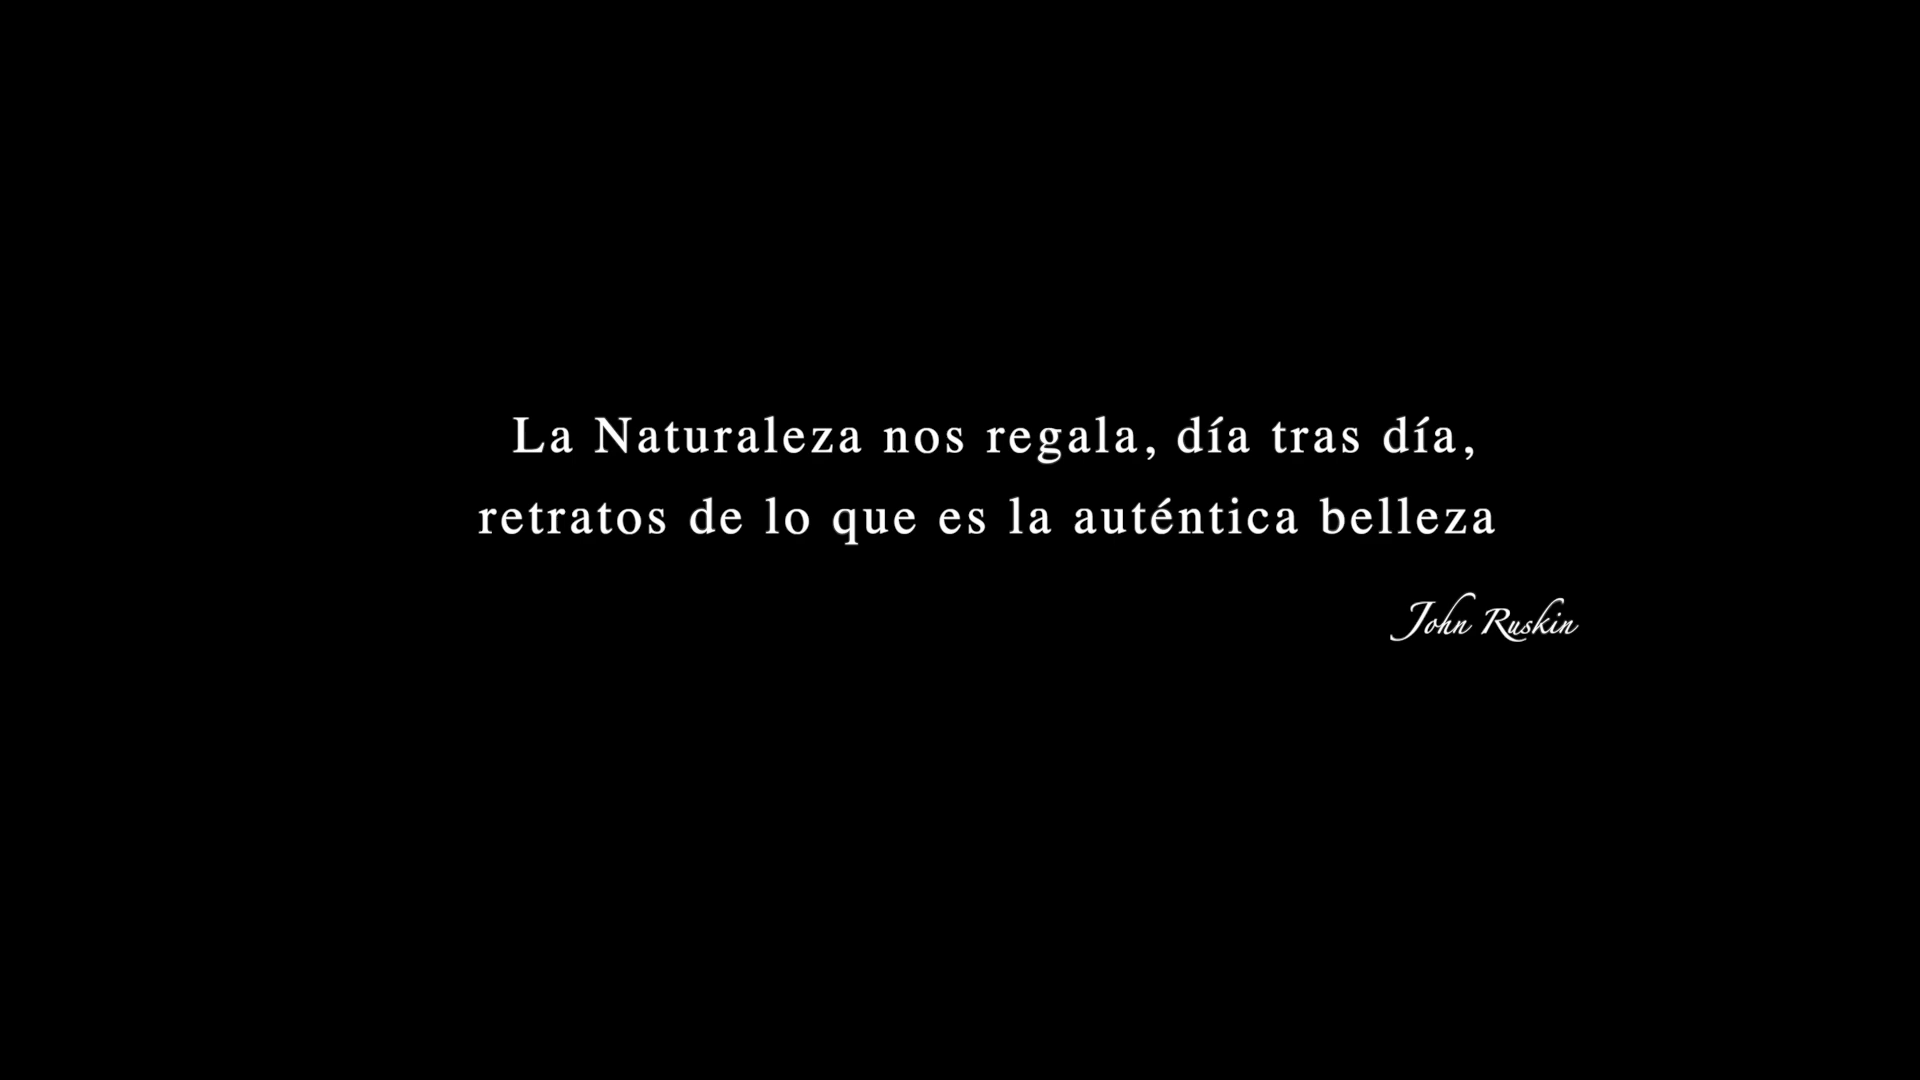 La Naturaleza nos regala, día tras día,
retratos de lo que es la auténtica belleza
John Ruskin